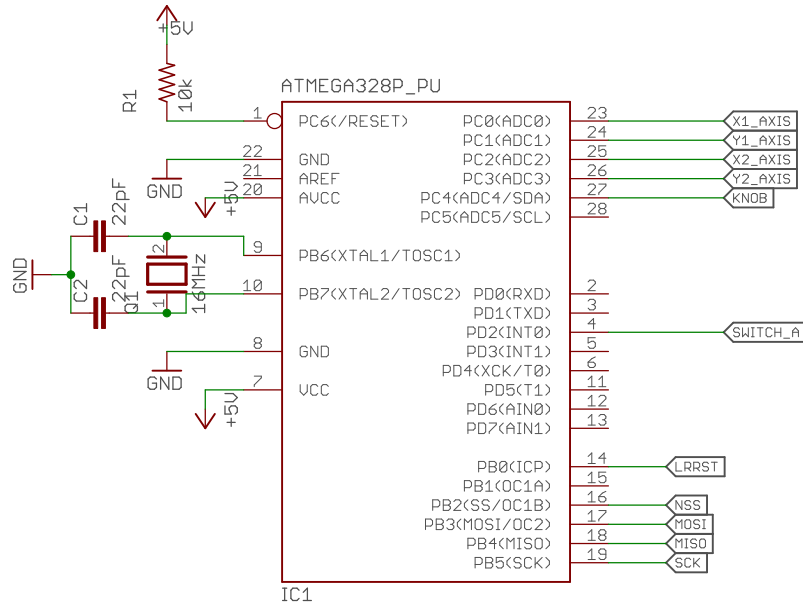 +5V
R1
10k
ATMEGA328P_PU
1 PC6(/RESET)
22 GND
GND
21 AREF
20 AVCC
+5V
C1
22pF
9 PB6(XTAL1/TOSC1)
2
GND
C2
22pF
Q1
1
16MHz
10 PB7(XTAL2/TOSC2)
8 GND
GND
7 VCC
+5V
PC0(ADC0) 23 X1_AXIS
PC1(ADC1) 24 Y1_AXIS
PC2(ADC2) 25 X2_AXIS
PC3(ADC3) 26 Y2_AXIS
PC4(ADC4/SDA) 27 KNOB
PC5(ADC5/SCL) 28
PD0(RXD) 2
PD1(TXD) 3
PD2(INT0) 4 SWITCH_A
PD3(INT1) 5
PD4(XCK/T0) 6
PD5(T1) 11
PD6(AIN0) 12
PD7(AIN1) 13
PB0(ICP) 14 LRRST
PB1(OC1A) 15
PB2(SS/OC1B) 16 NSS
PB3(MOSI/OC2) 17 MOSI
PB4(MISO) 18 MISO
PB5(SCK) 19 SCK
IC1